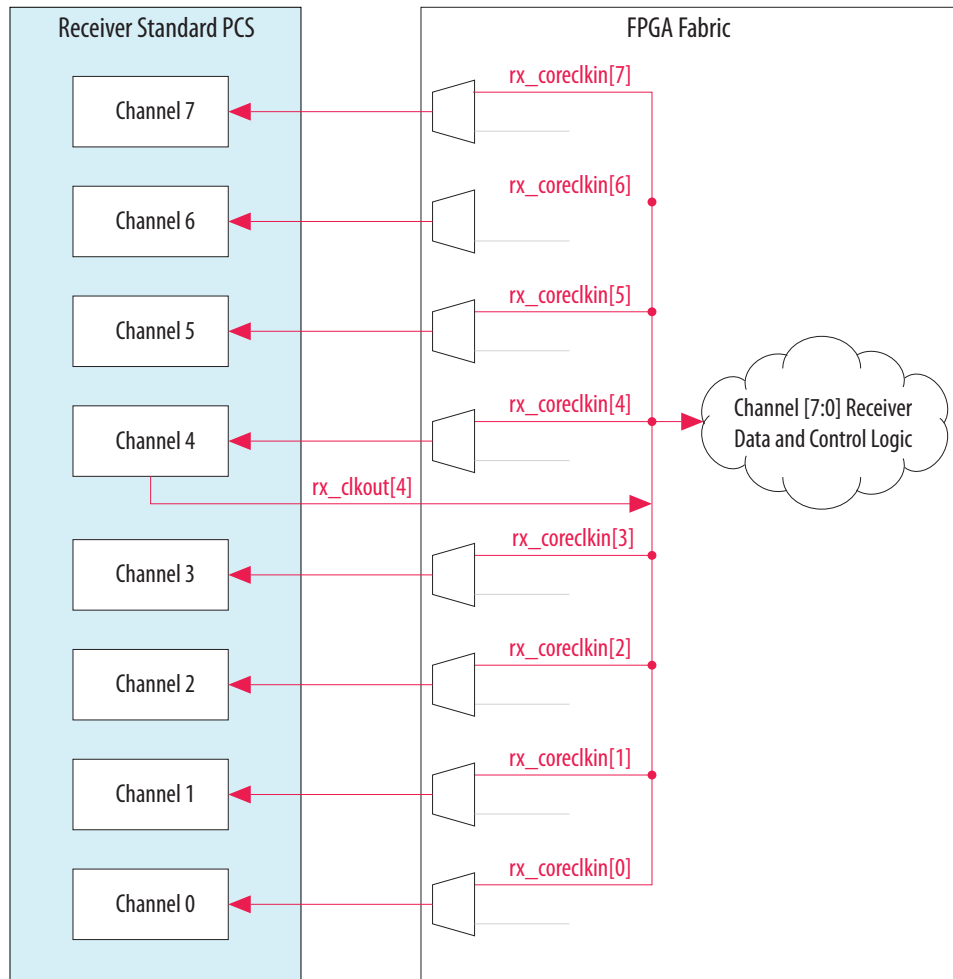 Receiver Standard PCS
FPGA Fabric
Channel 7
rx_coreclkin[7]
Channel 6
rx_coreclkin[6]
Channel 5
rx_coreclkin[5]
Channel 4
rx_coreclkin[4]
Channel [7:0] Receiver
Data and Control Logic
rx_clkout[4]
Channel 3
rx_coreclkin[3]
Channel 2
rx_coreclkin[2]
Channel 1
rx_coreclkin[1]
Channel 0
rx_coreclkin[0]